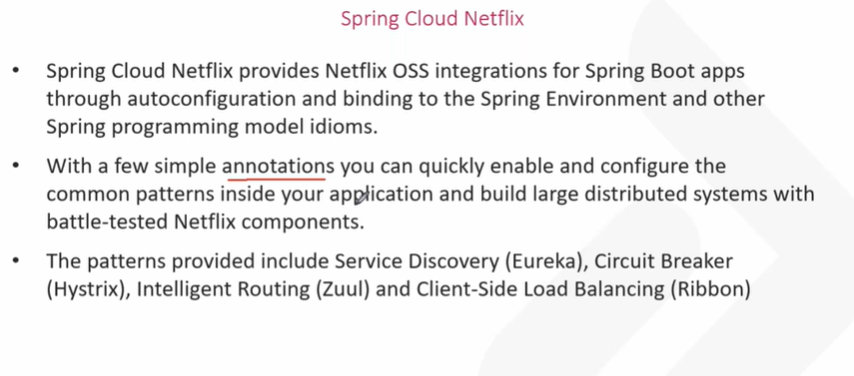 Spring Cloud Netflix
• Spring Cloud Netflix provides Netflix OSS integrations for Spring Boot apps
through autoconfiguration and binding to the Spring Environment and other
Spring programming model idioms.
• With a few simple annotations you can quickly enable and configure the
common patterns inside your application and build large distributed systems with
battle-tested Netflix components.
• The patterns provided include Service Discovery (Eureka), Circuit Breaker
(Hystrix), Intelligent Routing (Zuul) and Client-Side Load Balancing (Ribbon)